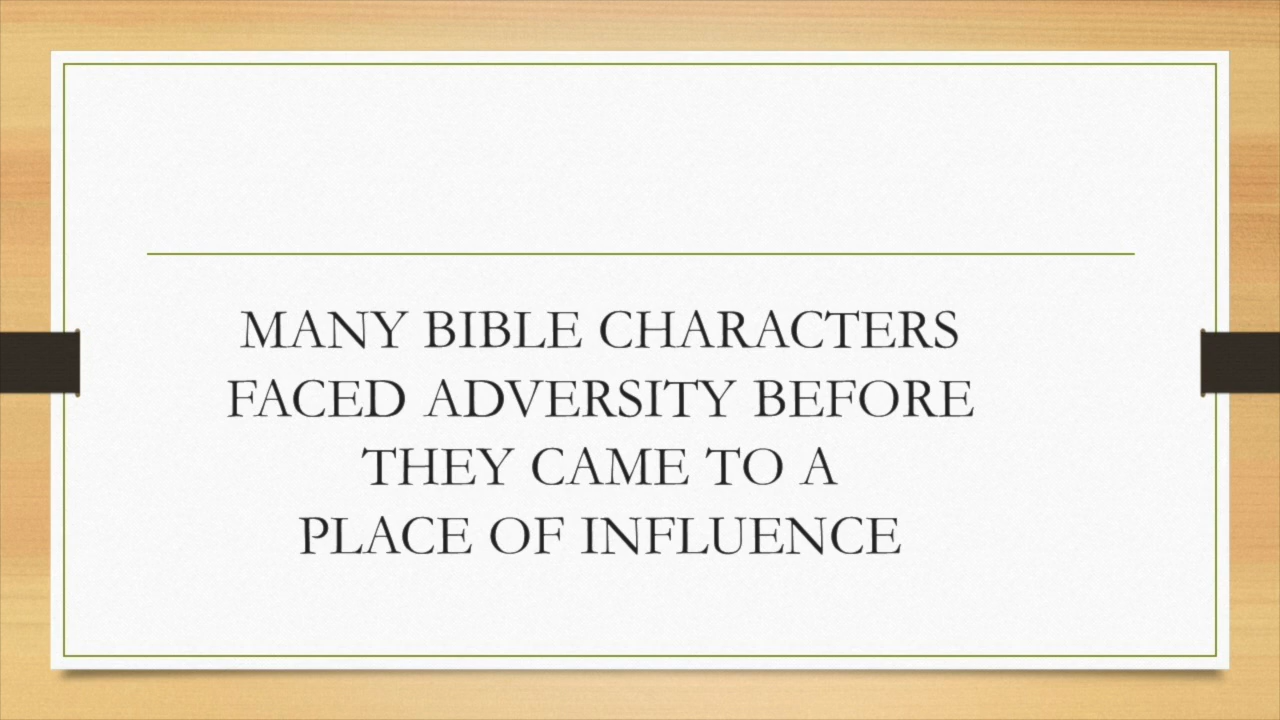 MANY BIBLE CHARACTERS
FACED ADVERSITY BEFORE
THEY CAME TO A
PLACE OF INFLUENCE